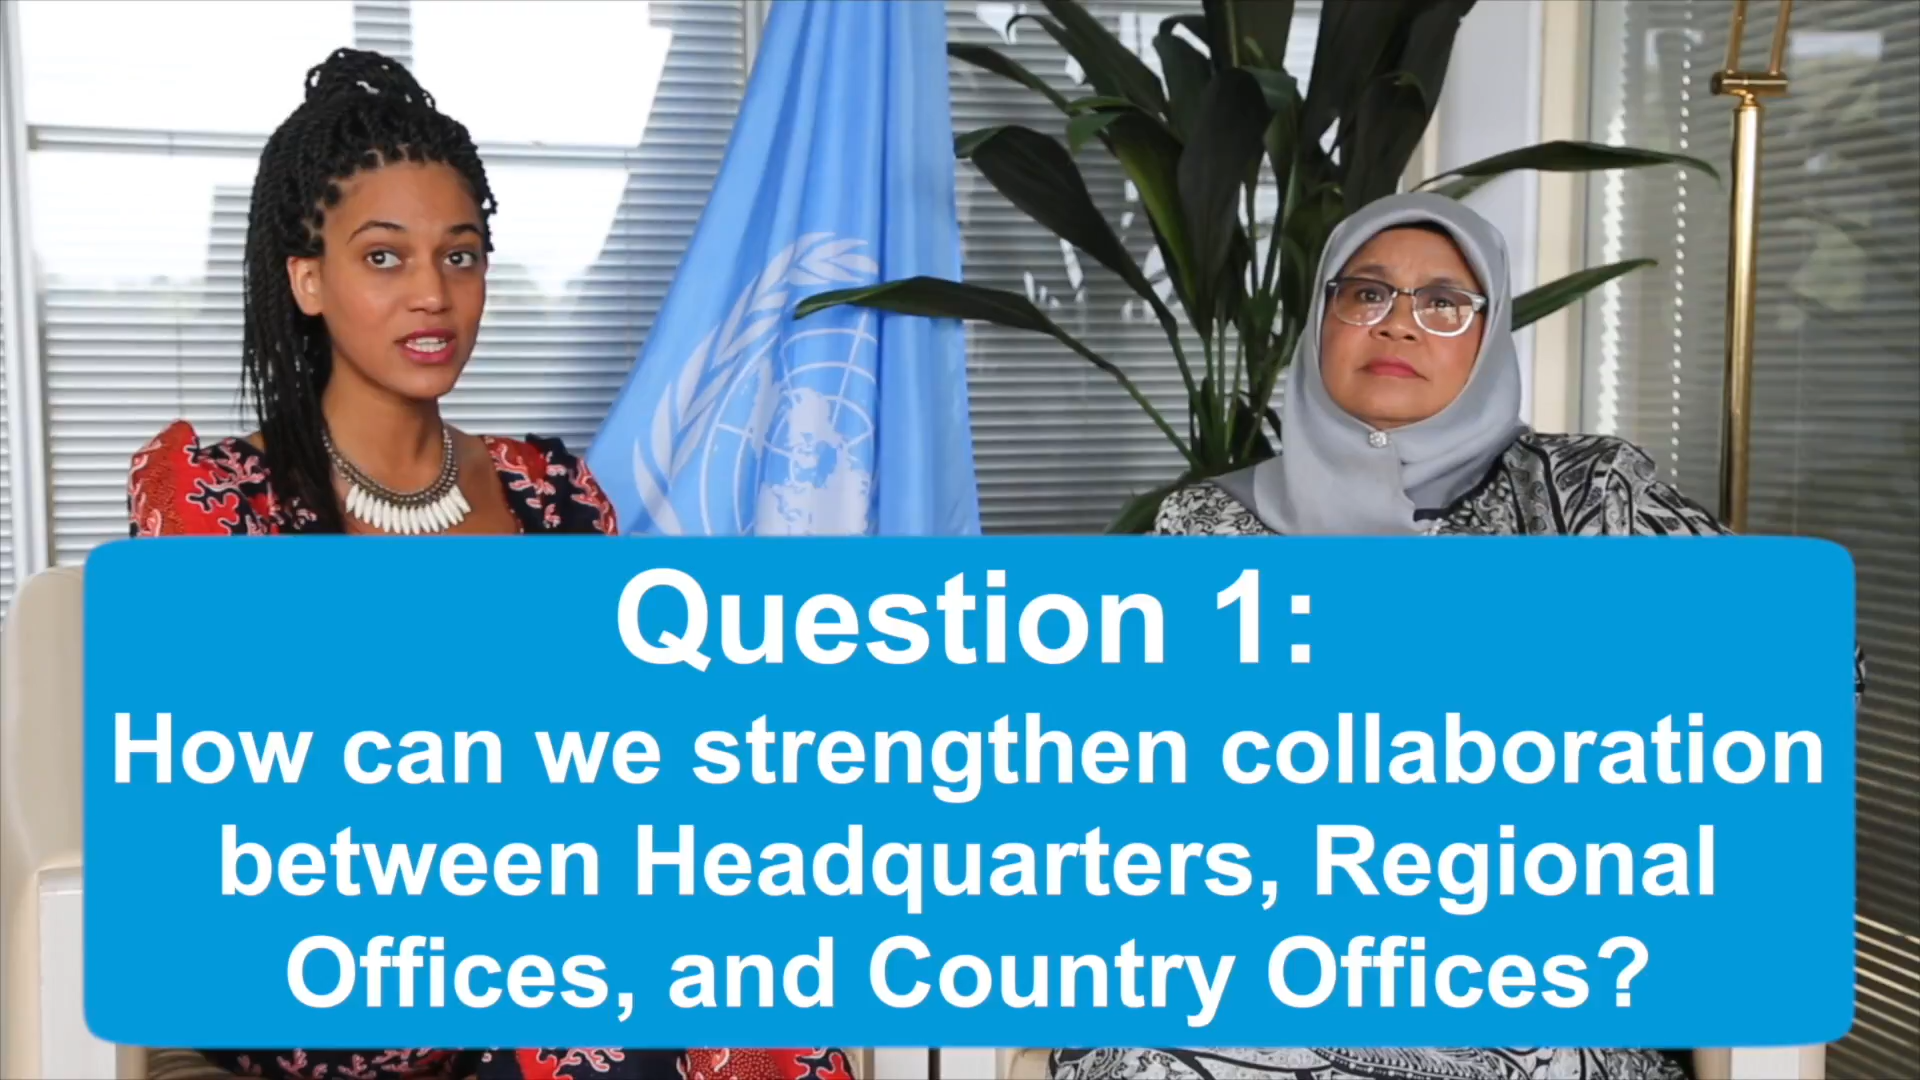 Question 1:
How can we strengthen collaboration
between Headquarters, Regional
Offices, and Country Offices?